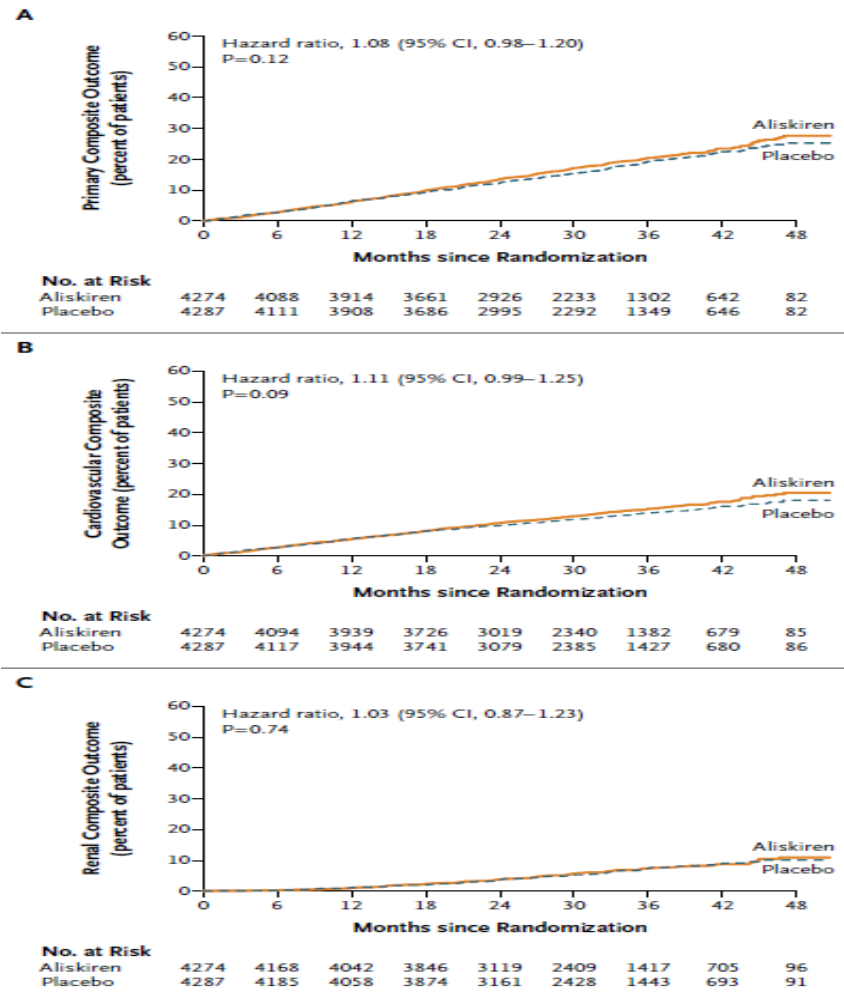 A
Primary Composite Outcome
(percent of patients)
Hazard ratio, 1.08 (95% CI, 0.98–1.20)
P=0.12
60
50
40
30
20
10
0
Aliskiren
Placebo
0 6 12 18 24 30 36 42 48
Months since Randomization
No. at Risk
Aliskiren 4274 4088 3914 3661 2926 2233 1302 642 82
Placebo 4287 4111 3908 3686 2995 2292 1349 646 82
B
Cardiovascular Composite
Outcome (percent of patients)
Hazard ratio, 1.11 (95% CI, 0.99–1.25)
P=0.09
60
50
40
30
20
10
0
Aliskiren
Placebo
0 6 12 18 24 30 36 42 48
Months since Randomization
No. at Risk
Aliskiren 4274 4094 3939 3726 3019 2340 1382 679 85
Placebo 4287 4117 3944 3741 3079 2385 1427 680 86
C
Renal Composite Outcome
(percent of patients)
Hazard ratio, 1.03 (95% CI, 0.87–1.23)
P=0.74
60
50
40
30
20
10
0
Aliskiren
Placebo
0 6 12 18 24 30 36 42 48
Months since Randomization
No. at Risk
Aliskiren 4274 4168 4042 3846 3119 2409 1417 705 96
Placebo 4287 4185 4058 3874 3161 2428 1443 693 91